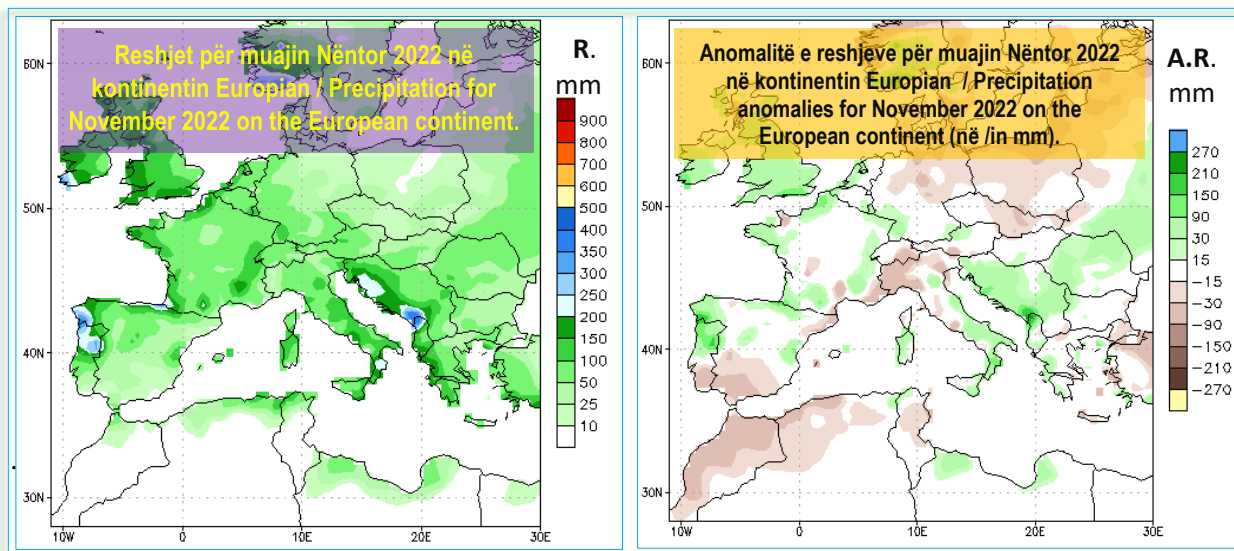 Reshjet për muajin Nëntor 2022 në
kontinentin Europian / Precipitation for
November 2022 on the European continent.
R.
mm
900
800
700
600
500
400
350
300
250
200
150
100
50
25
10
60N
50N
40N
30N
10W
0
10E
20E
30E
Anomalitë e reshjeve për muajin Nëntor 2022
në kontinentin Europian / Precipitation
anomalies for November 2022 on the
European continent (në /in mm).
A.R.
mm
270
210
150
90
30
15
−15
−30
−90
−150
−210
−270
60N
50N
40N
30N
10W
0
10E
20E
30E